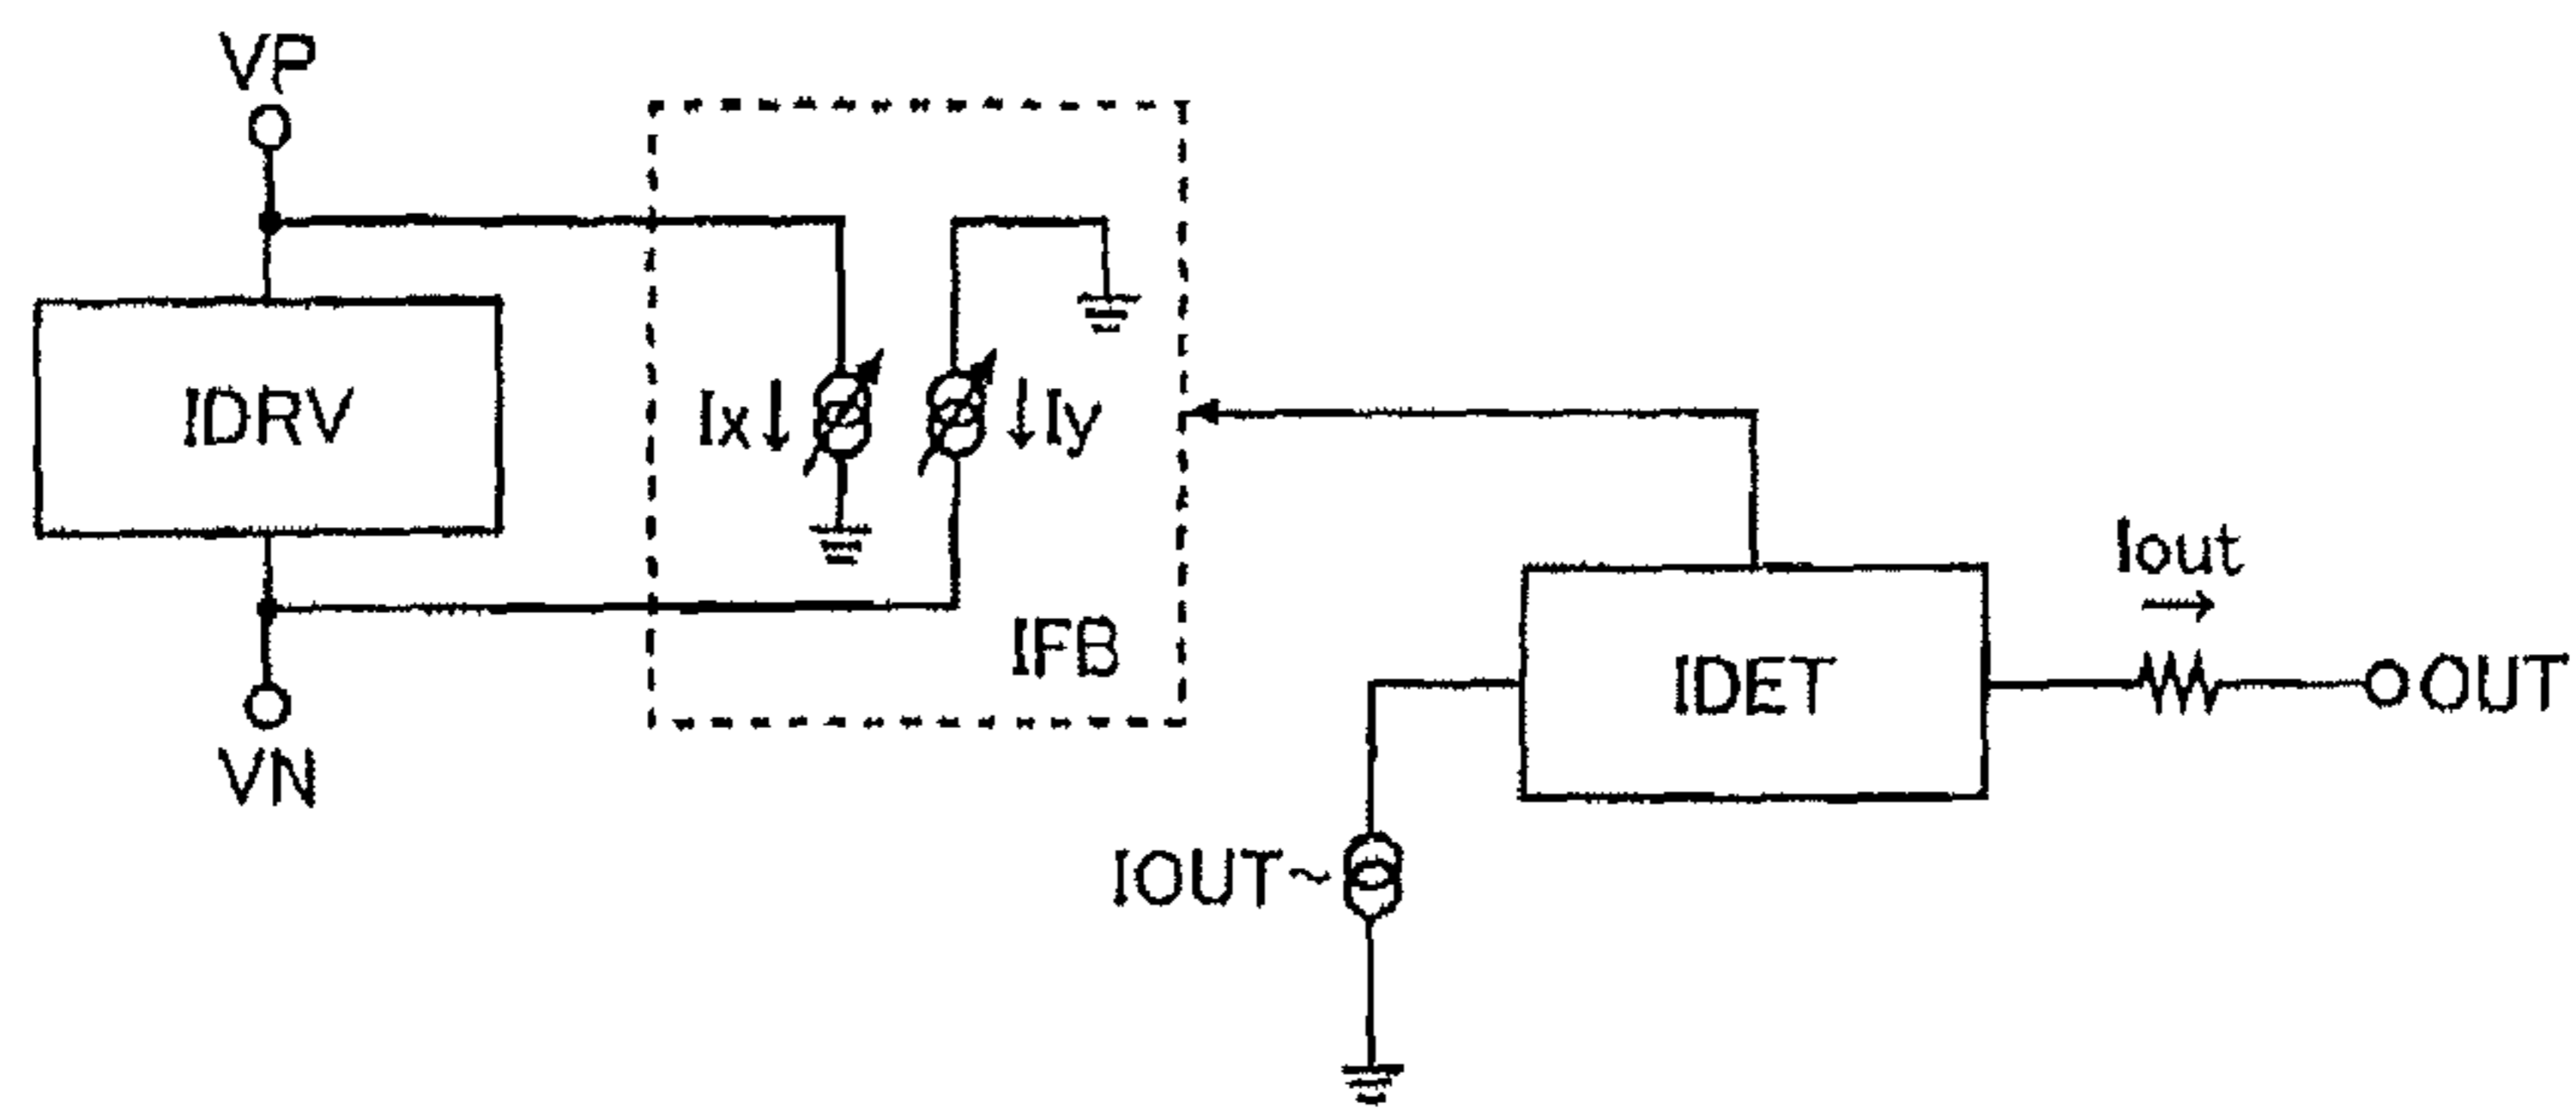 VP
IDRV
Ix
Iy
IFB
VN
Iout
IDET
OUT
IOUT~